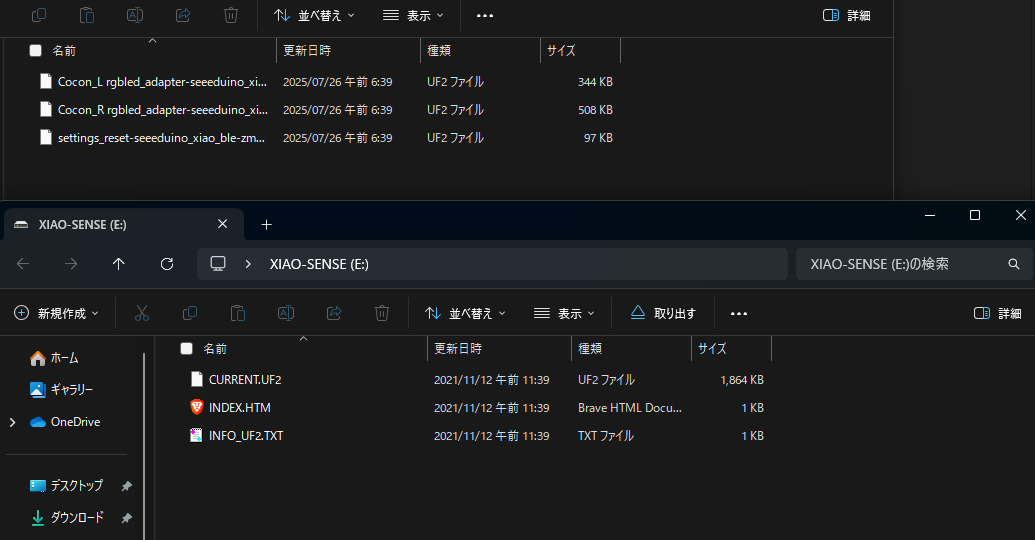 並べ替え 表示 詳細
名前 更新日時 種類 サイズ
Cocon_L rgbled_adapter-seeeduino_xi... 2025/07/26 午前 6:39 UF2 ファイル 344 KB
Cocon_R rgbled_adapter-seeeduino_xi... 2025/07/26 午前 6:39 UF2 ファイル 508 KB
settings_reset-seeeduino_xiao_ble-zm... 2025/07/26 午前 6:39 UF2 ファイル 97 KB
XIAO-SENSE (E:)
XIAO-SENSE (E:) XIAO-SENSE (E:)の検索
新規作成 並べ替え 表示 取り出す 詳細
名前 更新日時 種類 サイズ
ホーム
CURRENT.UF2 2021/11/12 午前 11:39 UF2 ファイル 1,864 KB
ギャラリー
INDEX.HTM 2021/11/12 午前 11:39 Brave HTML Docu... 1 KB
OneDrive
INFO_UF2.TXT 2021/11/12 午前 11:39 TXT ファイル 1 KB
デスクトップ
ダウンロード